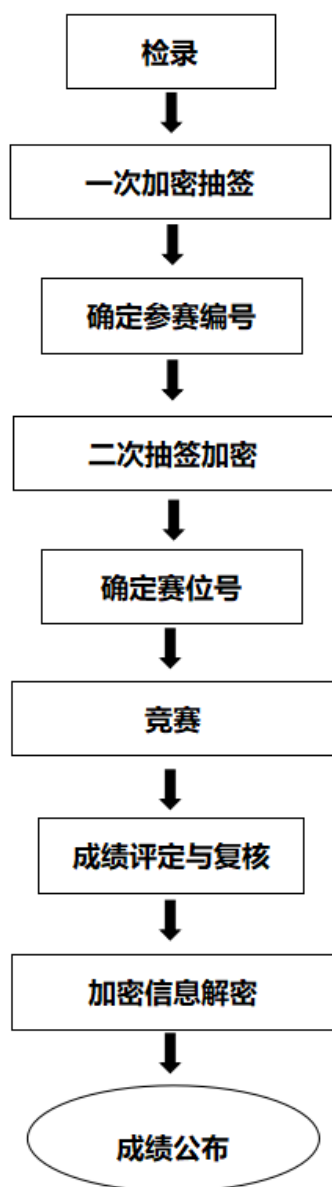 检录
一次加密抽签
确定参赛编号
二次抽签加密
确定赛位号
竞赛
成绩评定与复核
加密信息解密
成绩公布